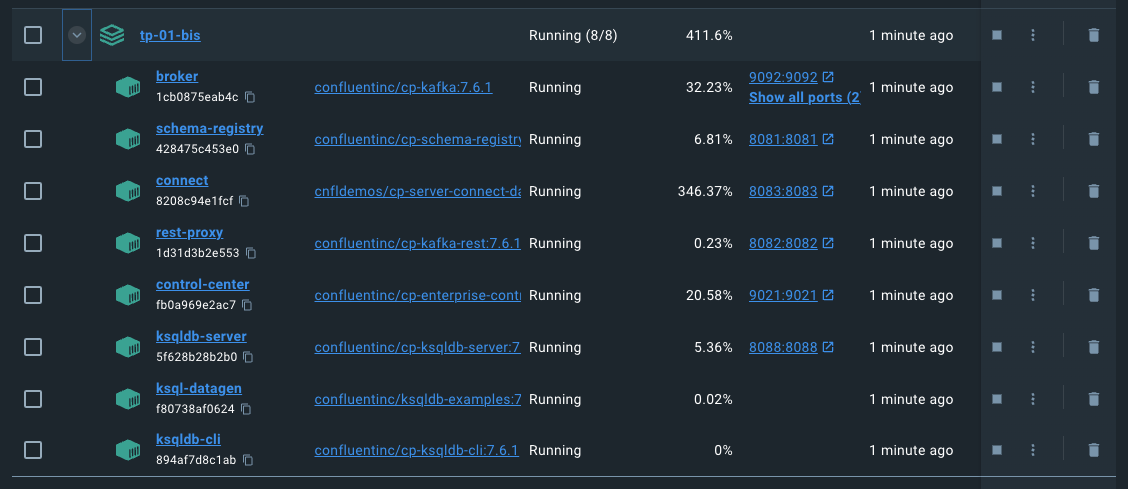 tp-01-bis Running (8/8) 411.6% 1 minute ago
broker
1cb0875eab4c confluentinc/cp-kafka:7.6.1 Running 32.23% 9092:9092 1 minute ago
Show all ports (2
schema-registry
428475c453e0 confluentinc/cp-schema-registry Running 6.81% 8081:8081 1 minute ago
connect
8208c94e1fcf cnfldemos/cp-server-connect-da Running 346.37% 8083:8083 1 minute ago
rest-proxy
1d31d3b2e553 confluentinc/cp-kafka-rest:7.6.1 Running 0.23% 8082:8082 1 minute ago
control-center
fb0a969e2ac7 confluentinc/cp-enterprise-contr Running 20.58% 9021:9021 1 minute ago
ksqldb-server
5f628b28b2b0 confluentinc/cp-ksqldb-server:7 Running 5.36% 8088:8088 1 minute ago
ksql-datagen
f80738af0624 confluentinc/ksqldb-examples:7 Running 0.02% 1 minute ago
ksqldb-cli
894af7d8c1ab confluentinc/cp-ksqldb-cli:7.6.1 Running 0% 1 minute ago